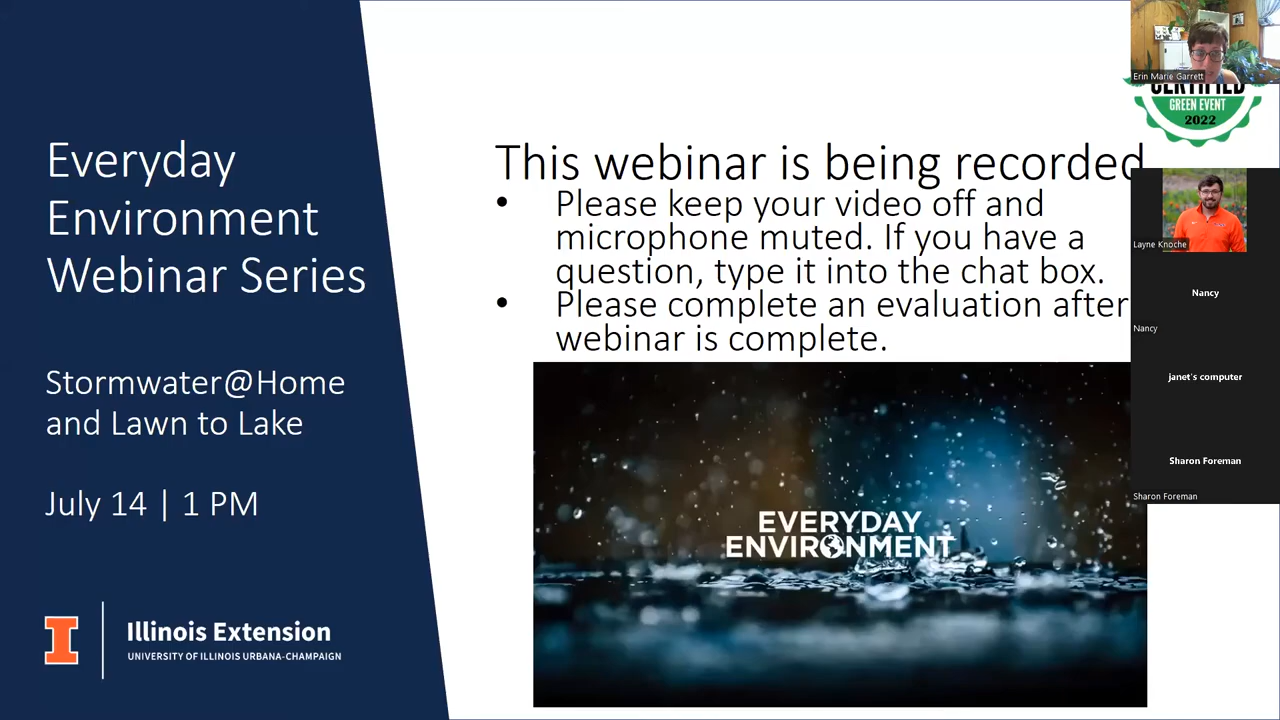 Everyday
Environment
Webinar Series
Stormwater@Home
and Lawn to Lake
July 14 | 1 PM
I
Illinois Extension
UNIVERSITY OF ILLINOIS URBANA-CHAMPAIGN
This webinar is being recorded
• Please keep your video off and
microphone muted. If you have a
question, type it into the chat box.
• Please complete an evaluation after
webinar is complete.
EVERYDAY
ENVIRONMENT
Erin Marie Garrett
CERTIFIED
GREEN EVENT
2022
Layne Knoche
Nancy
Nancy
janet's computer
Sharon Foreman
Sharon Foreman